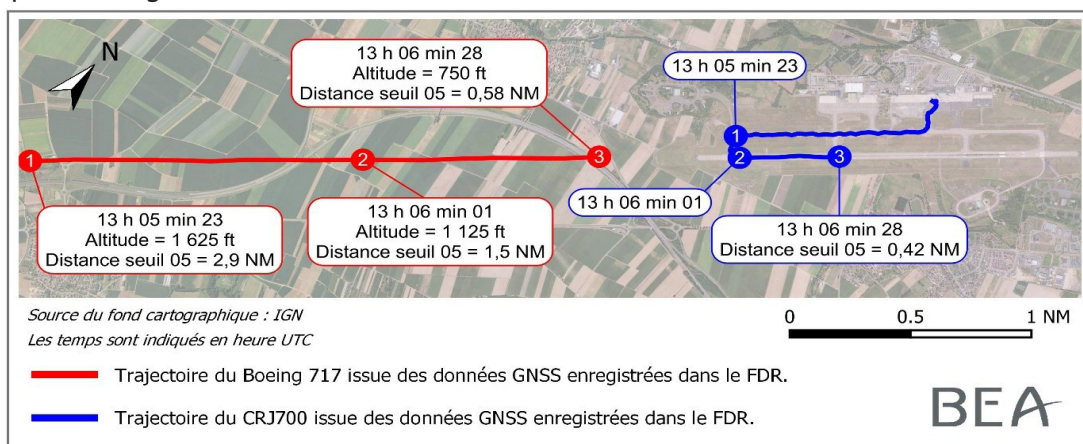 N
13 h 06 min 28
Altitude = 750 ft
Distance seuil 05 = 0,58 NM
13 h 05 min 23
1
2
3
1
2
3
13 h 05 min 23
Altitude = 1 625 ft
Distance seuil 05 = 2,9 NM
13 h 06 min 01
Altitude = 1 125 ft
Distance seuil 05 = 1,5 NM
13 h 06 min 01
13 h 06 min 28
Distance seuil 05 = 0,42 NM
Source du fond cartographique : IGN
Les temps sont indiqués en heure UTC
0 0.5 1 NM
Trajectoire du Boeing 717 issue des données GNSS enregistrées dans le FDR.
Trajectoire du CRJ700 issue des données GNSS enregistrées dans le FDR.
BEA